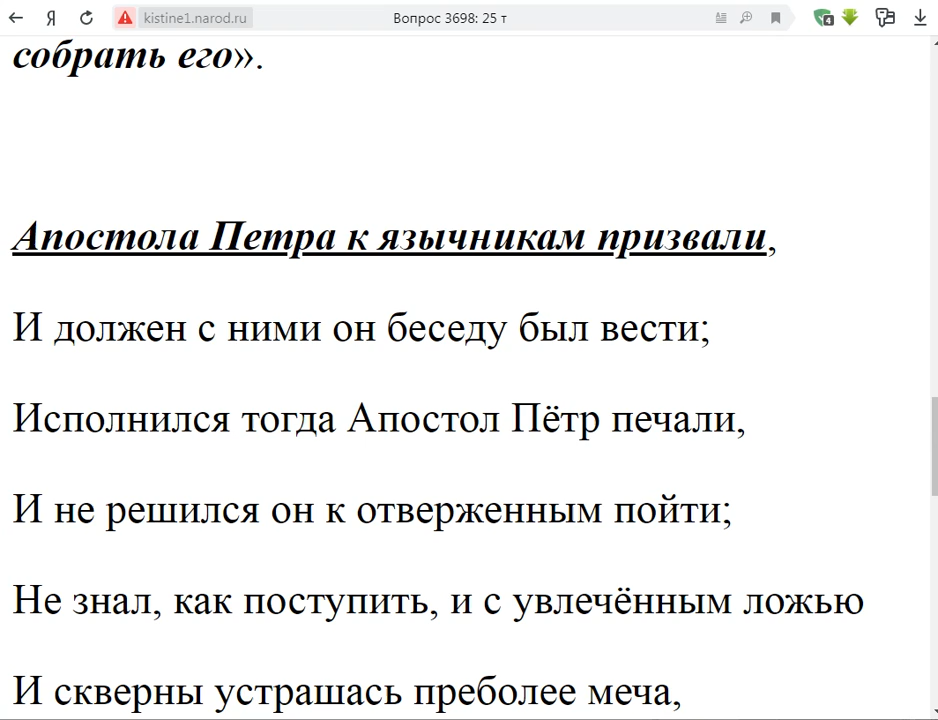 Я kistine1.narod.ru Вопрос 3698: 25 т 4
собрать его».
Апостола Петра к язычникам призвали,
И должен с ними он беседу был вести;
Исполнился тогда Апостол Пётр печали,
И не решился он к отверженным пойти;
Не знал, как поступить, и с увлечённым ложью
И скверны устрашась преболее меча,